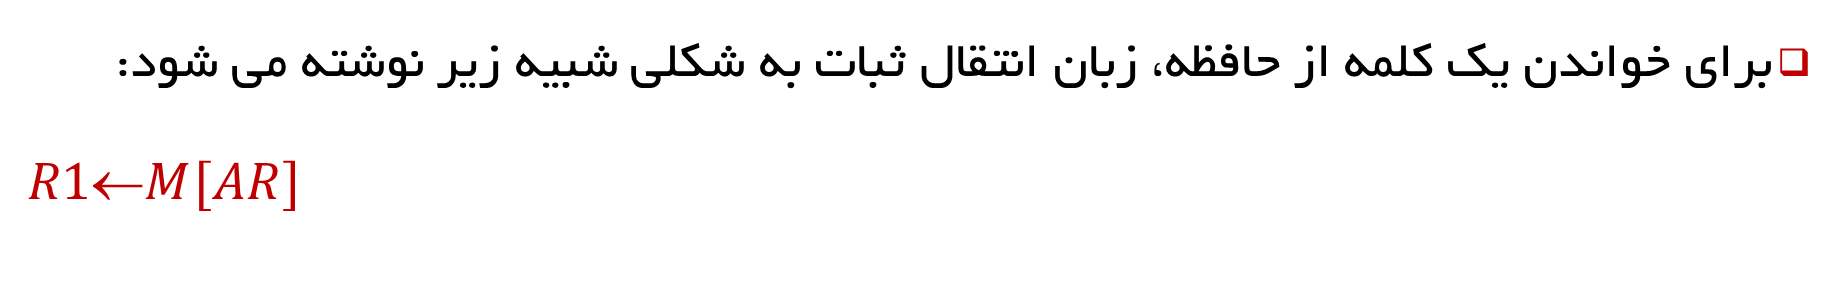 ❑برای خواندن یک کلمه از حافظه، زبان انتقال ثبات به شکلی شبیه زیر نوشته می شود:
R1←M[AR]